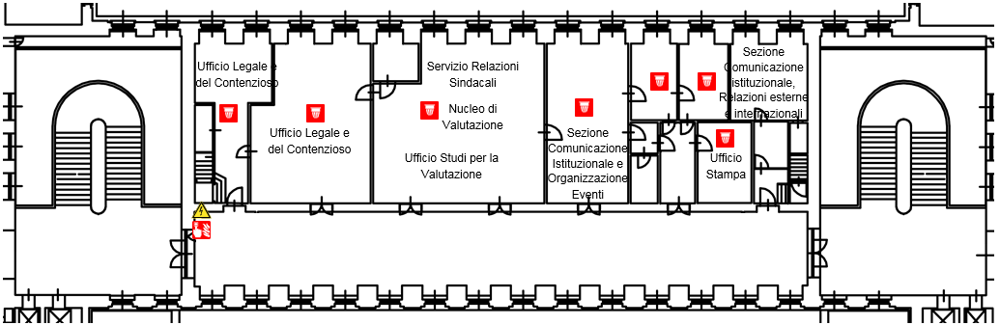 Ufficio Legale e
del Contenzioso
Ufficio Legale e
del Contenzioso
Servizio Relazioni
Sindacali
Nucleo di
Valutazione
Ufficio Studi per la
Valutazione
Sezione
Comunicazione
Istituzionale e
Organizzazione
Eventi
Sezione
Comunicazione
istituzionale,
Relazioni esterne
e internazionali
Ufficio
Stampa